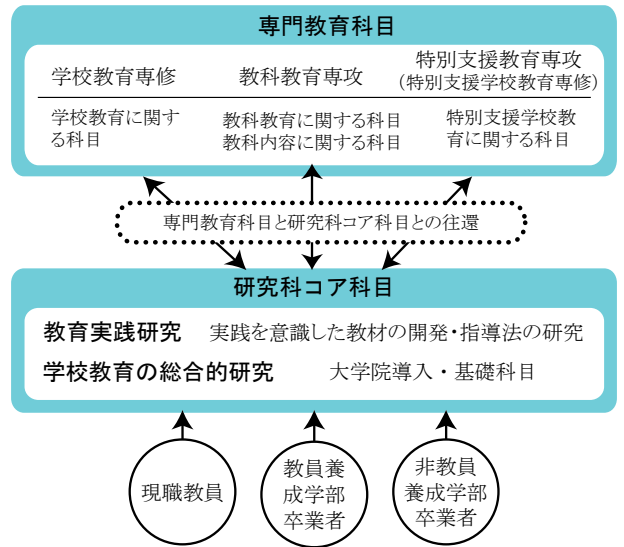 専門教育科目
学校教育専修
教科教育専攻
特別支援教育専攻
(特別支援学校教育専修)
学校教育に関す
る科目
教科教育に関する科目
教科内容に関する科目
特別支援学校教
育に関する科目
専門教育科目と研究科コア科目との往還
研究科コア科目
教育実践研究 実践を意識した教材の開発・指導法の研究
学校教育の総合的研究 大学院導入・基礎科目
現職教員
教員養
成学部
卒業者
非教員
養成学部
卒業者